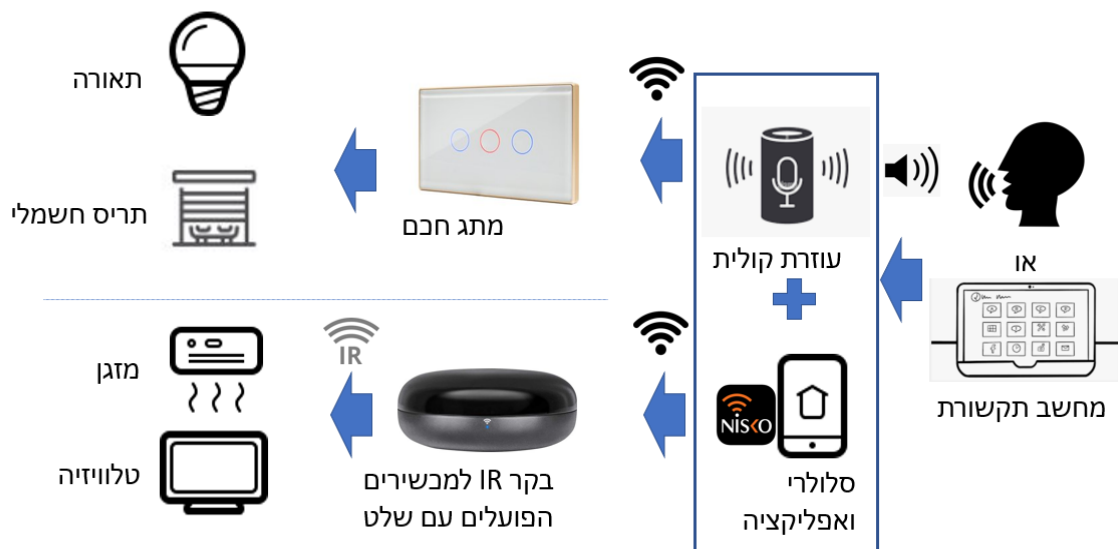 תאורה
תריס חשמלי
מתג חכם
עוזרת קולית
או
מחשב תקשורת
מזגן
טלוויזיה
IR
בקר IR למכשירים
הפועלים עם שלט
NISKO
סלולרי
ואפליקציה